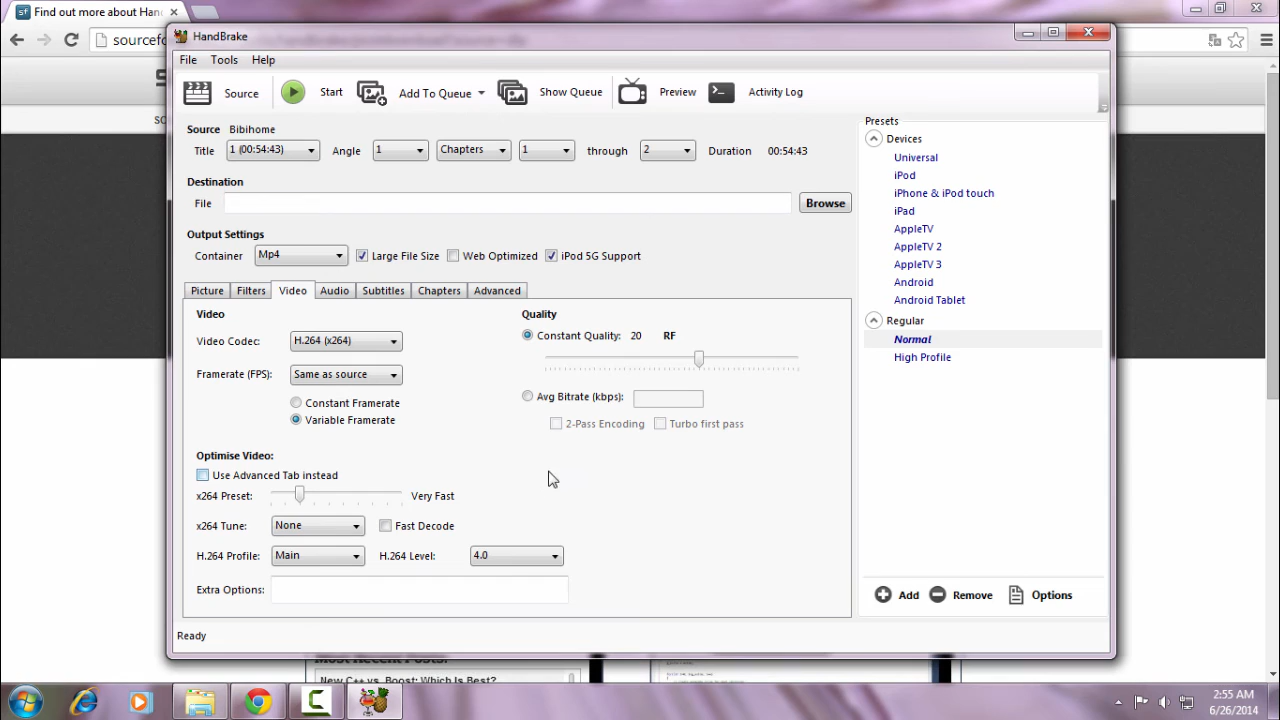 Find out more about Han
sourcefo
HandBrake
File Tools Help
Source Start Add To Queue Show Queue Preview Activity Log
Source Bibihome
Title 1 (00:54:43) Angle 1 Chapters 1 through 2 Duration 00:54:43
Destination
File Browse
Output Settings
Container Mp4 Large File Size Web Optimized iPod 5G Support
Picture Filters Video Audio Subtitles Chapters Advanced
Video
Video Codec: H.264 (x264)
Framerate (FPS): Same as source
Constant Framerate
Variable Framerate
Quality
Constant Quality: 20 RF
Avg Bitrate (kbps):
2-Pass Encoding Turbo first pass
Optimise Video:
Use Advanced Tab instead
x264 Preset: Very Fast
x264 Tune: None Fast Decode
H.264 Profile: Main H.264 Level: 4.0
Extra Options:
Ready
Presets
Devices
Universal
iPod
iPhone & iPod touch
iPad
AppleTV
AppleTV 2
AppleTV 3
Android
Android Tablet
Regular
Normal
High Profile
Add Remove Options
Most Recent Posts:
New C++ vs. Boost: Which Is Best?
2:55 AM
6/26/2014